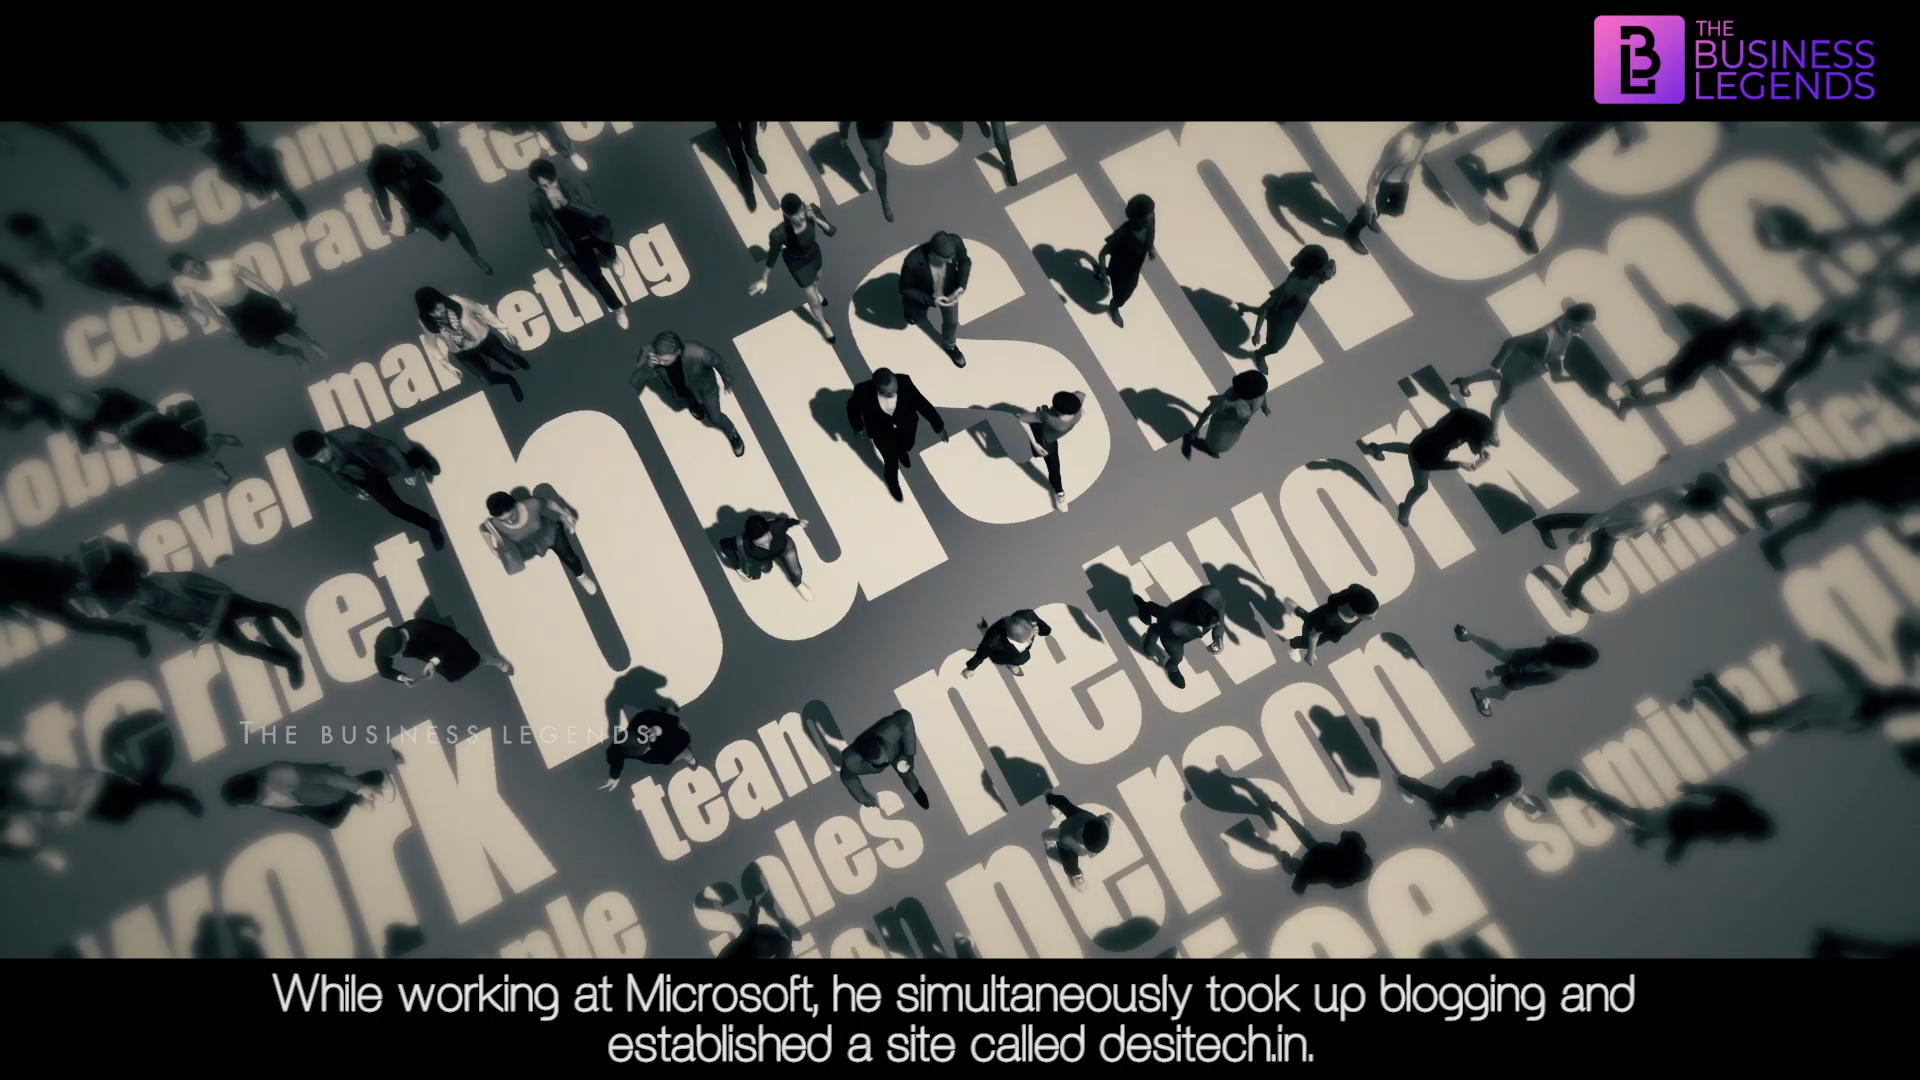 THE
BUSINESS
LEGENDS
marketing
level
business
network
THE BUSINESS LEGENDS
team
work
sales
person
seminar
While working at Microsoft, he simultaneously took up blogging and
established a site called desitech.in.